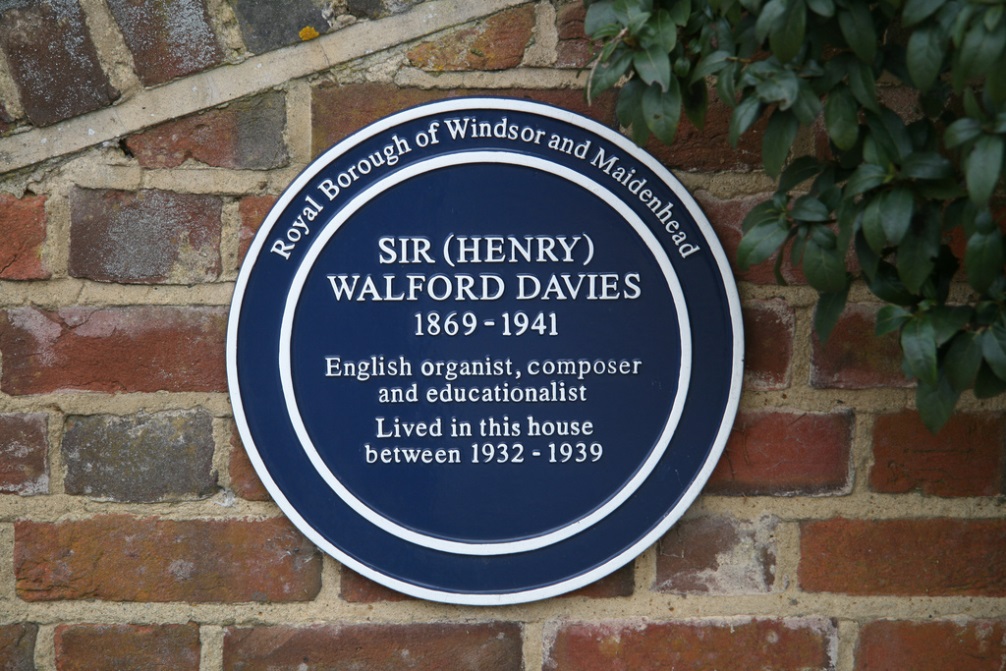 Royal Borough of Windsor and Maidenhead
SIR (HENRY)
WALFORD DAVIES
1869 - 1941
English organist, composer
and educationalist
Lived in this house
between 1932 - 1939